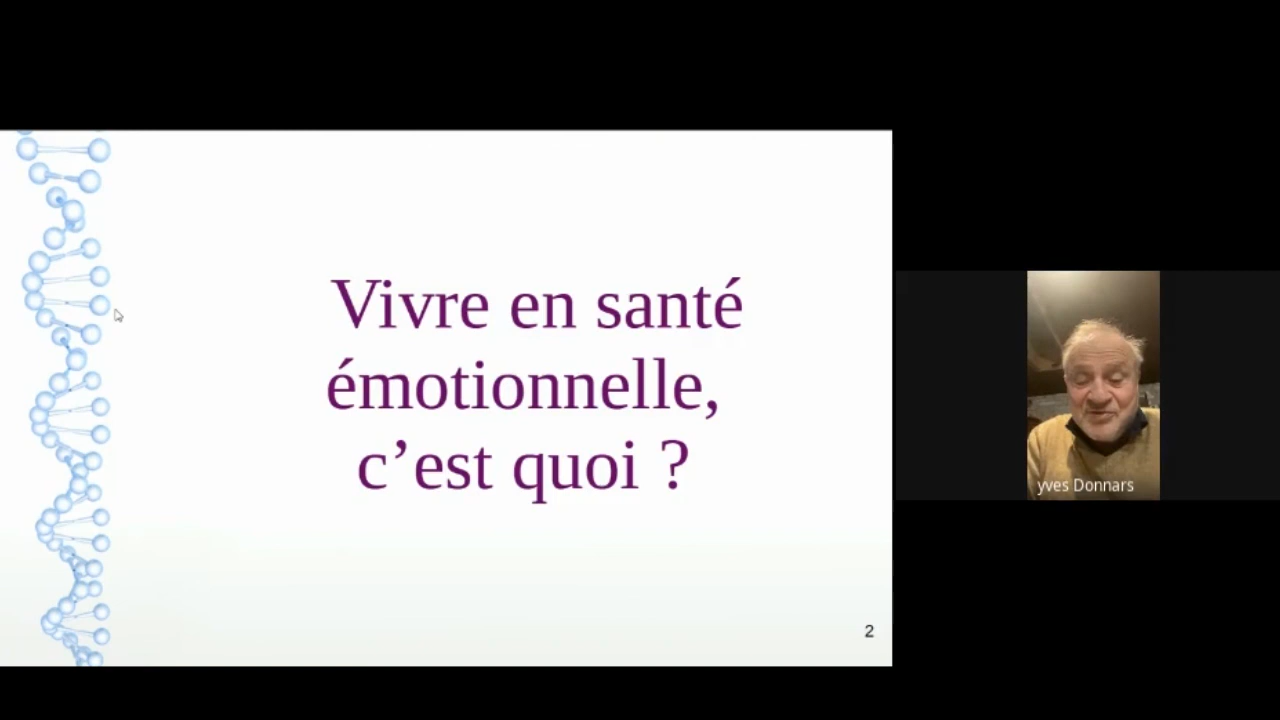 Vivre en santé
émotionnelle,
c’est quoi ?
2
yves Donnars